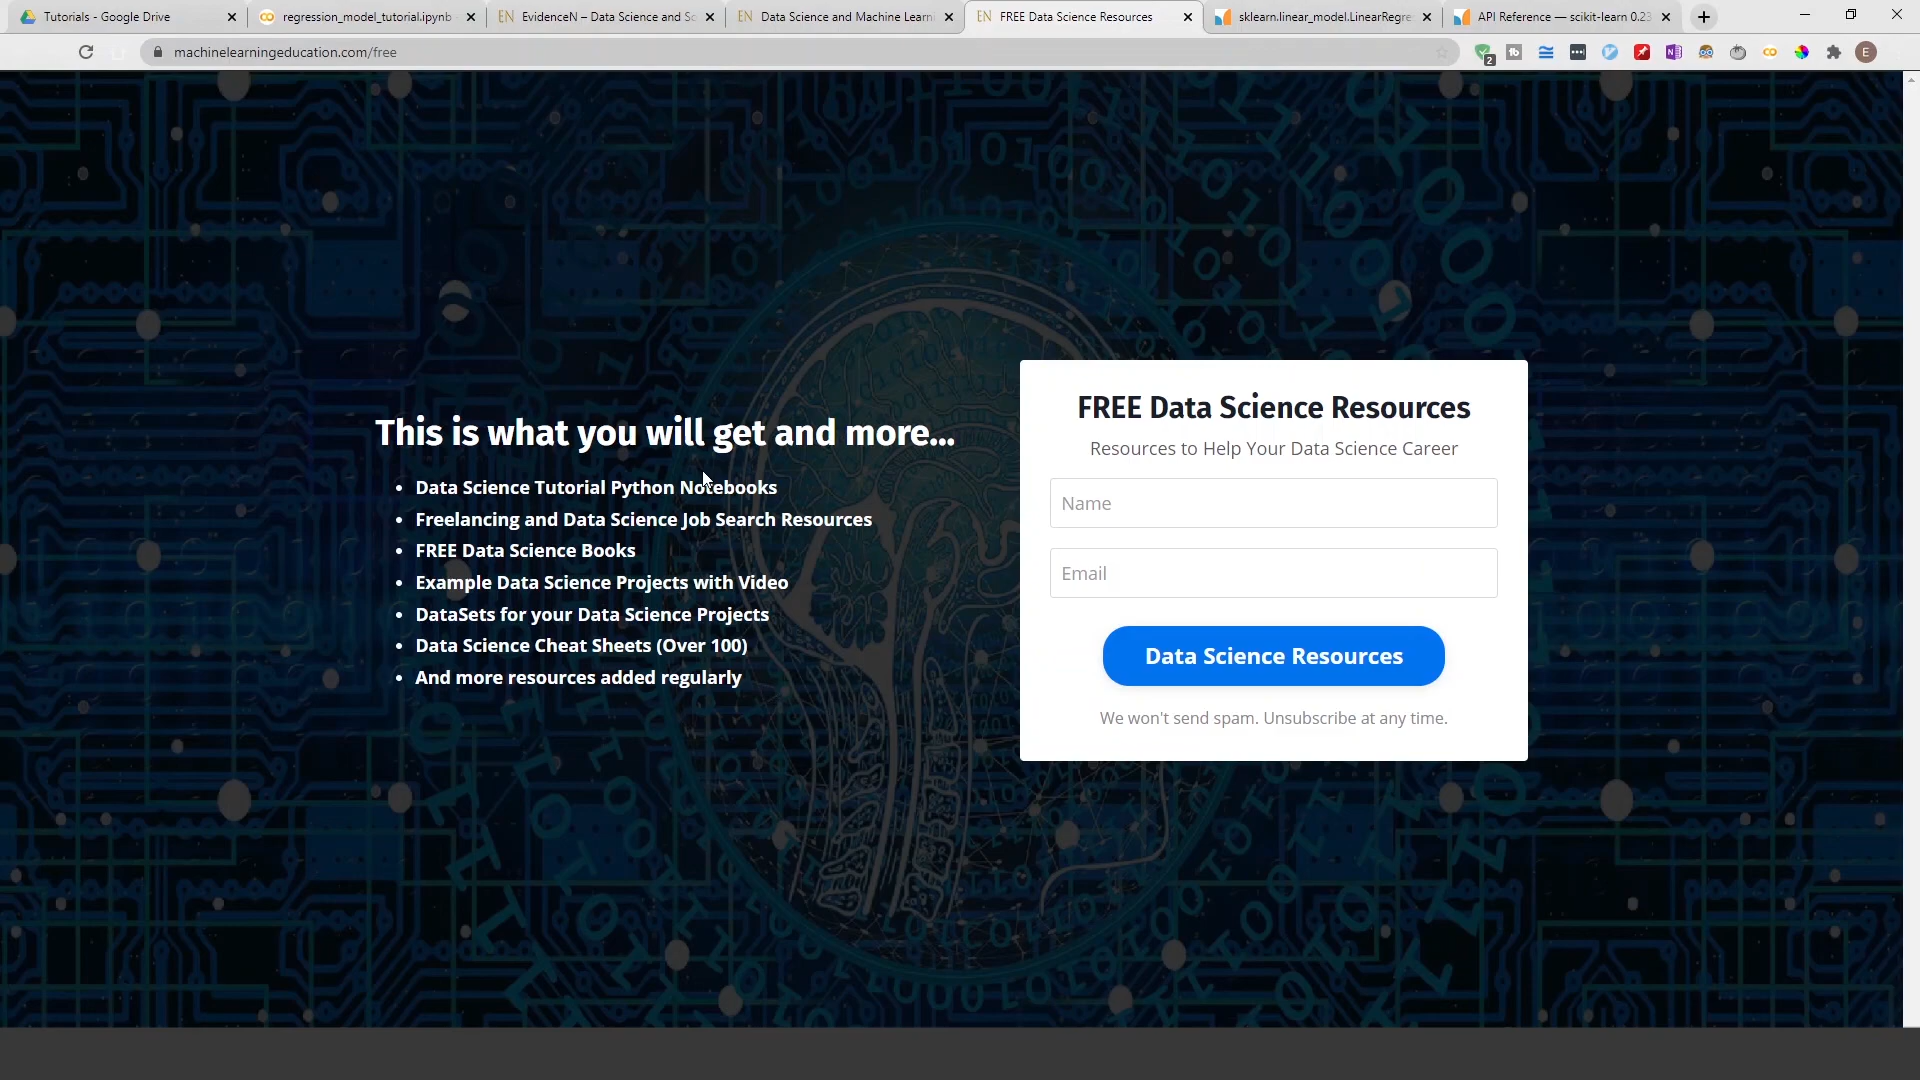 Tutorials - Google Drive
regression_model_tutorial.ipynb
EN EvidenceN – Data Science and Sc
EN Data Science and Machine Learni
EN FREE Data Science Resources
sklearn.linear_model.LinearRegre
API Reference — scikit-learn 0.23
machinelearningeducation.com/free
2
E
This is what you will get and more...
• Data Science Tutorial Python Notebooks
• Freelancing and Data Science Job Search Resources
• FREE Data Science Books
• Example Data Science Projects with Video
• DataSets for your Data Science Projects
• Data Science Cheat Sheets (Over 100)
• And more resources added regularly
FREE Data Science Resources
Resources to Help Your Data Science Career
Name
Email
Data Science Resources
We won't send spam. Unsubscribe at any time.